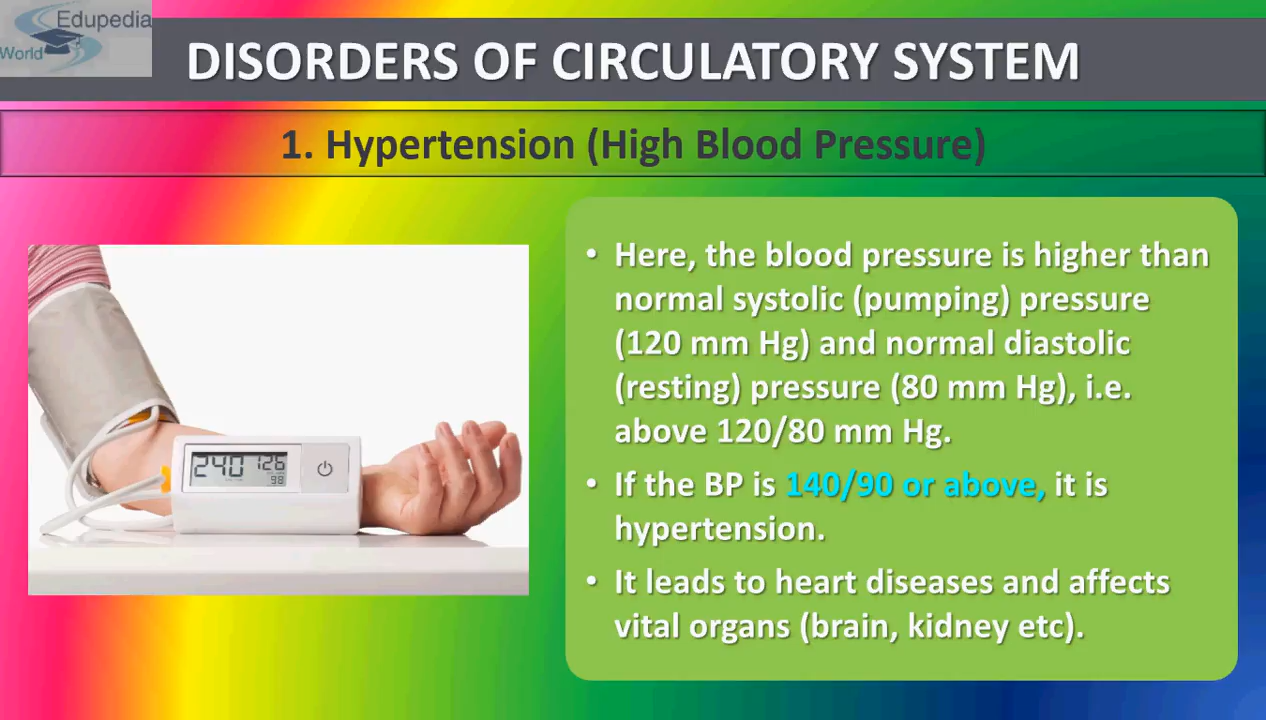 Edupedia
World
DISORDERS OF CIRCULATORY SYSTEM
1. Hypertension (High Blood Pressure)
• Here, the blood pressure is higher than
normal systolic (pumping) pressure
(120 mm Hg) and normal diastolic
(resting) pressure (80 mm Hg), i.e.
above 120/80 mm Hg.
• If the BP is 140/90 or above, it is
hypertension.
• It leads to heart diseases and affects
vital organs (brain, kidney etc).
240 126
98